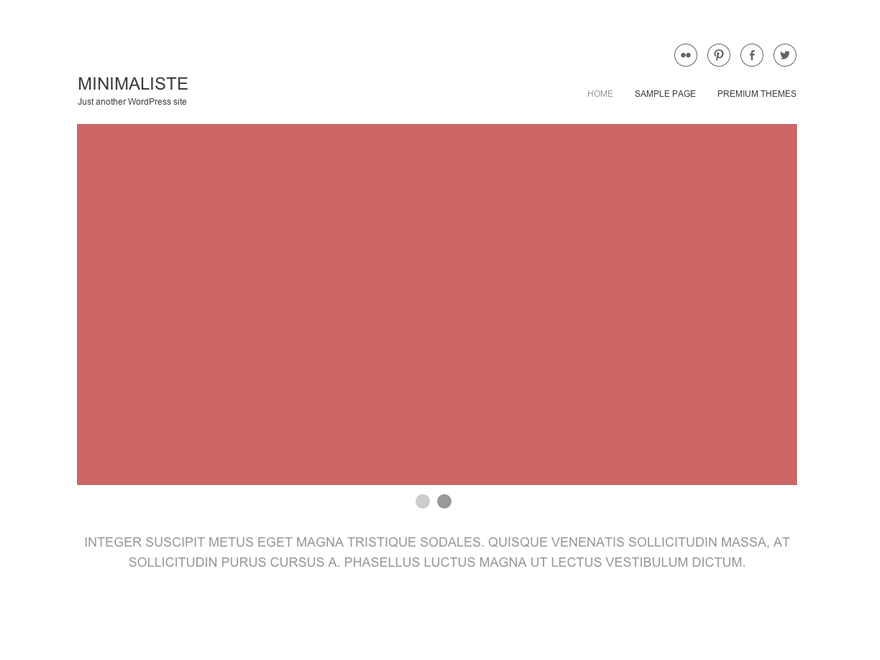 MINIMALISTE
Just another WordPress site
HOME SAMPLE PAGE PREMIUM THEMES
INTEGER SUSCIPIT METUS EGET MAGNA TRISTIQUE SODALES. QUISQUE VENENATIS SOLLICITUDIN MASSA, AT
SOLLICITUDIN PURUS CURSUS A. PHASELLUS LUCTUS MAGNA UT LECTUS VESTIBULUM DICTUM.